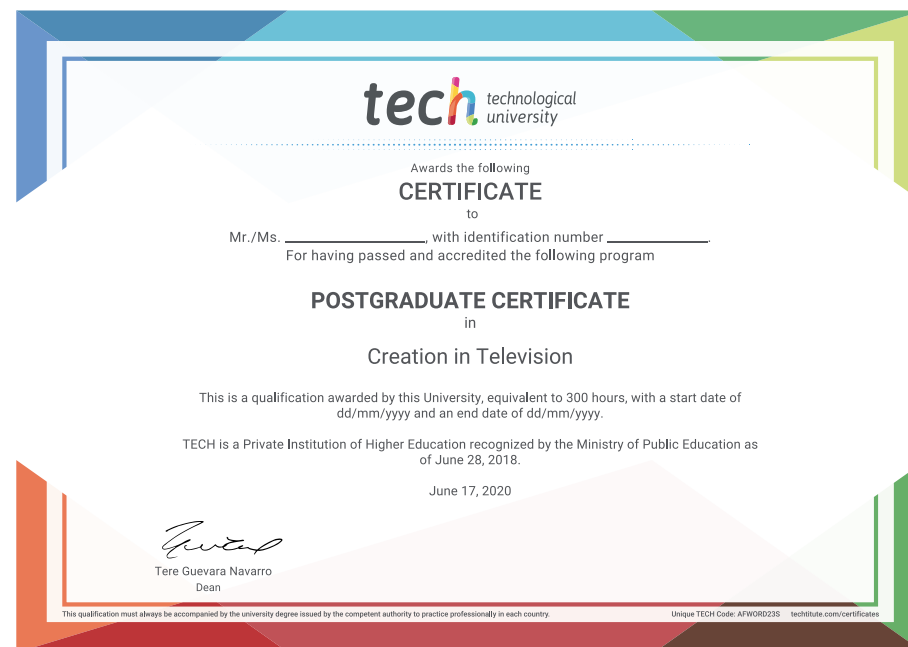 tech technological
university
Awards the following
CERTIFICATE
to
Mr./Ms. ____________________, with identification number ______________.
For having passed and accredited the following program
POSTGRADUATE CERTIFICATE
in
Creation in Television
This is a qualification awarded by this University, equivalent to 300 hours, with a start date of
dd/mm/yyyy and an end date of dd/mm/yyyy.
TECH is a Private Institution of Higher Education recognized by the Ministry of Public Education as
of June 28, 2018.
June 17, 2020
Tere Guevara Navarro
Dean
This qualification must always be accompanied by the university degree issued by the competent authority to practice professionally in each country.
Unique TECH Code: AFWORD23S techtitute.com/certificates